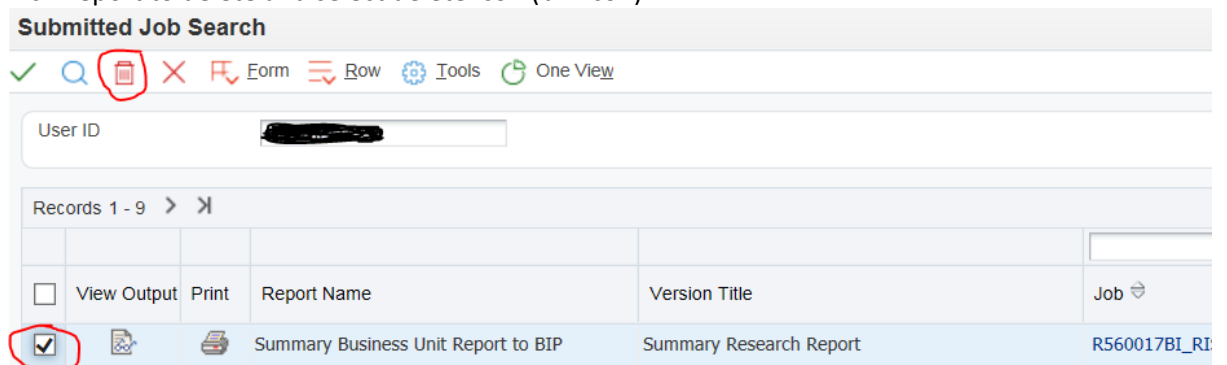 Submitted Job Search
Form Row Tools One View
User ID
Records 1 - 9
View Output Print Report Name Version Title Job
Summary Business Unit Report to BIP Summary Research Report R560017BI_RI